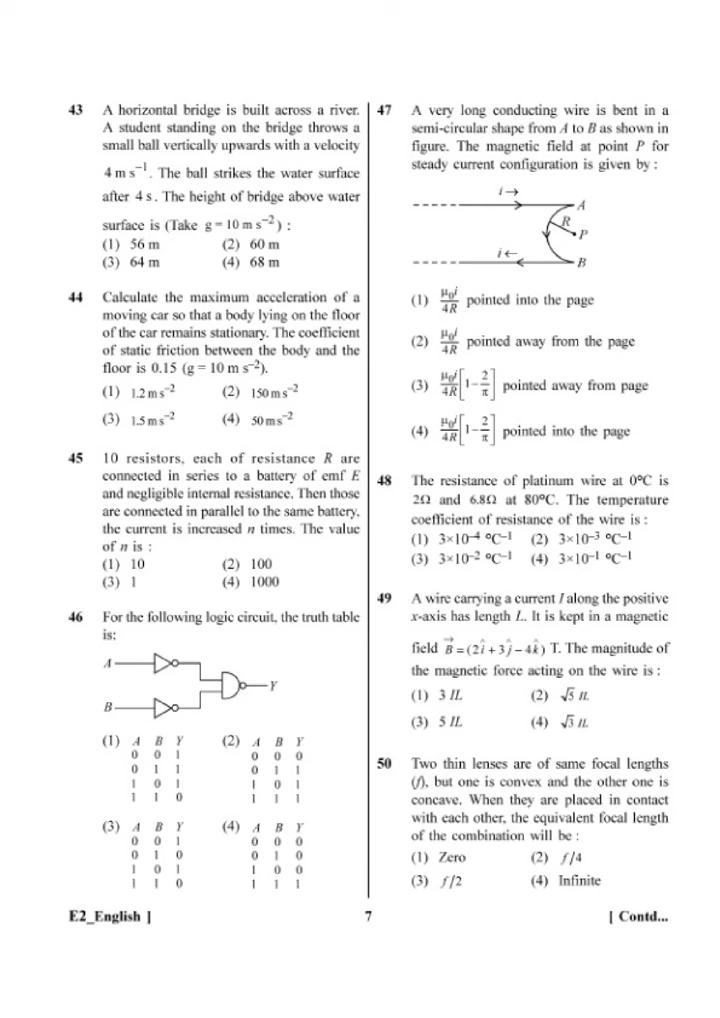 43 A horizontal bridge is built across a river.
A student standing on the bridge throws a
small ball vertically upwards with a velocity
4 m s⁻¹. The ball strikes the water surface
after 4 s. The height of bridge above water
surface is (Take g = 10 m s⁻²) :
(1) 56 m (2) 60 m
(3) 64 m (4) 68 m
44 Calculate the maximum acceleration of a
moving car so that a body lying on the floor
of the car remains stationary. The coefficient
of static friction between the body and the
floor is 0.15 (g = 10 m s⁻²).
(1) 1.2 m s⁻² (2) 150 m s⁻²
(3) 1.5 m s⁻² (4) 50 m s⁻²
45 10 resistors, each of resistance R are
connected in series to a battery of emf E
and negligible internal resistance. Then those
are connected in parallel to the same battery,
the current is increased n times. The value
of n is :
(1) 10 (2) 100
(3) 1 (4) 1000
46 For the following logic circuit, the truth table
is:
A
Y
B
(1) A B Y (2) A B Y
0 0 1 0 0 0
0 1 1 0 1 1
1 0 1 1 0 1
1 1 0 1 1 1
(3) A B Y (4) A B Y
0 0 1 0 0 0
0 1 0 0 1 0
1 0 1 1 0 0
1 1 0 1 1 1
47 A very long conducting wire is bent in a
semi-circular shape from A to B as shown in
figure. The magnetic field at point P for
steady current configuration is given by :
i →
A
R
P
i ←
B
(1) μ₀i/4R pointed into the page
(2) μ₀i/4R pointed away from the page
(3) μ₀i/4R [1 − 2/π] pointed away from page
(4) μ₀i/4R [1 − 2/π] pointed into the page
48 The resistance of platinum wire at 0°C is
2Ω and 6.8Ω at 80°C. The temperature
coefficient of resistance of the wire is :
(1) 3×10⁻⁴ °C⁻¹ (2) 3×10⁻³ °C⁻¹
(3) 3×10⁻² °C⁻¹ (4) 3×10⁻¹ °C⁻¹
49 A wire carrying a current I along the positive
x-axis has length L. It is kept in a magnetic
field B⃗ = (2î + 3ĵ − 4k̂) T. The magnitude of
the magnetic force acting on the wire is :
(1) 3 IL (2) √5 IL
(3) 5 IL (4) √3 IL
50 Two thin lenses are of same focal lengths
(f), but one is convex and the other one is
concave. When they are placed in contact
with each other, the equivalent focal length
of the combination will be :
(1) Zero (2) f/4
(3) f/2 (4) Infinite
E2_English ] 7 [ Contd...